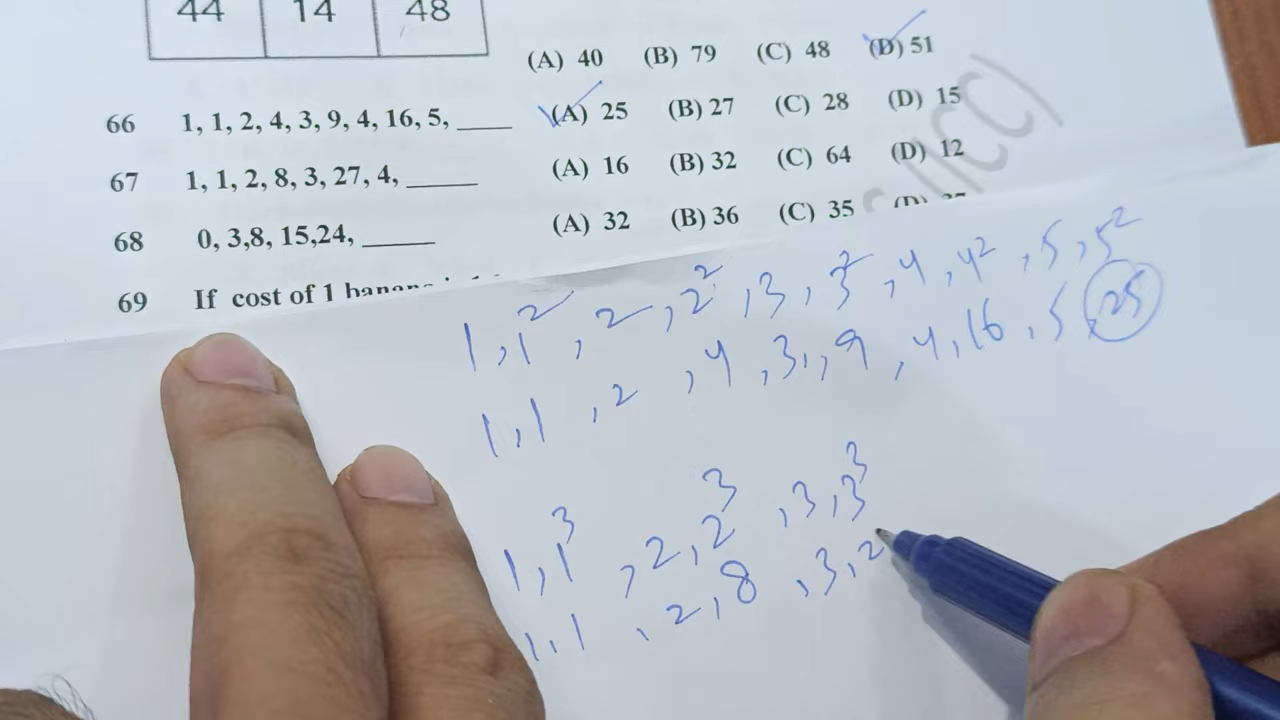 44 14 48
(A) 40 (B) 79 (C) 48 (D) 51
66 1, 1, 2, 4, 3, 9, 4, 16, 5, ____ (A) 25 (B) 27 (C) 28 (D) 15
67 1, 1, 2, 8, 3, 27, 4, ____ (A) 16 (B) 32 (C) 64 (D) 12
68 0, 3,8, 15,24, ____ (A) 32 (B) 36 (C) 35
69 If cost of 1
1, 1², 2, 2², 3, 3², 4, 4², 5, 5²
1, 1, 2, 4, 3, 9, 4, 16, 5, 25
1, 1³, 2, 2³, 3, 3³
1, 1, 2, 8, 3, 2